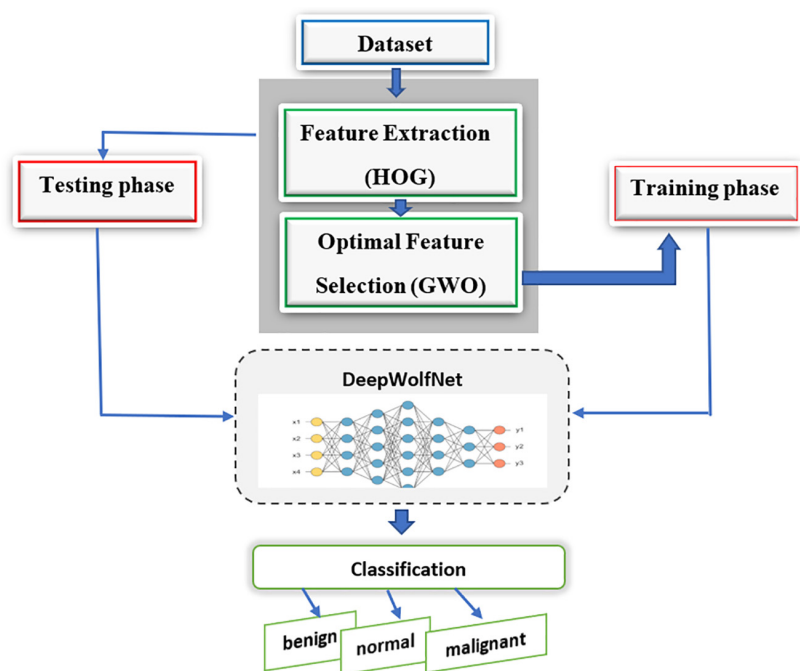 Dataset
Feature Extraction
(HOG)
Testing phase
Training phase
Optimal Feature
Selection (GWO)
DeepWolfNet
x1
x2
x3
x4
y1
y2
y3
Classification
benign
normal
malignant